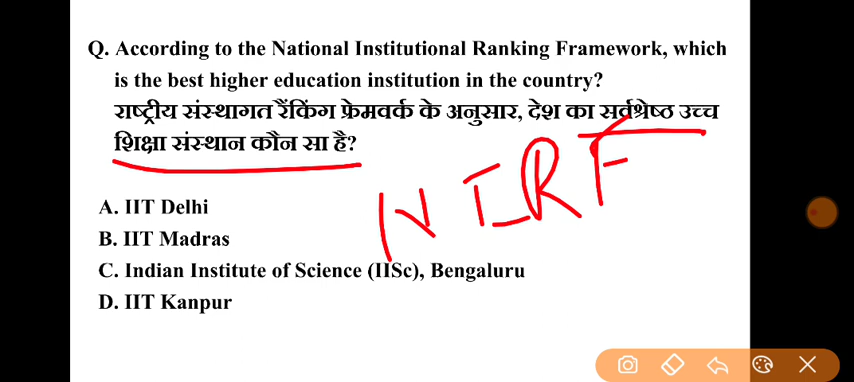 Q. According to the National Institutional Ranking Framework, which
is the best higher education institution in the country?
राष्ट्रीय संस्थागत रैंकिंग फ्रेमवर्क के अनुसार, देश का सर्वश्रेष्ठ उच्च
शिक्षा संस्थान कौन सा है?
NIRF
A. IIT Delhi
B. IIT Madras
C. Indian Institute of Science (IISc), Bengaluru
D. IIT Kanpur